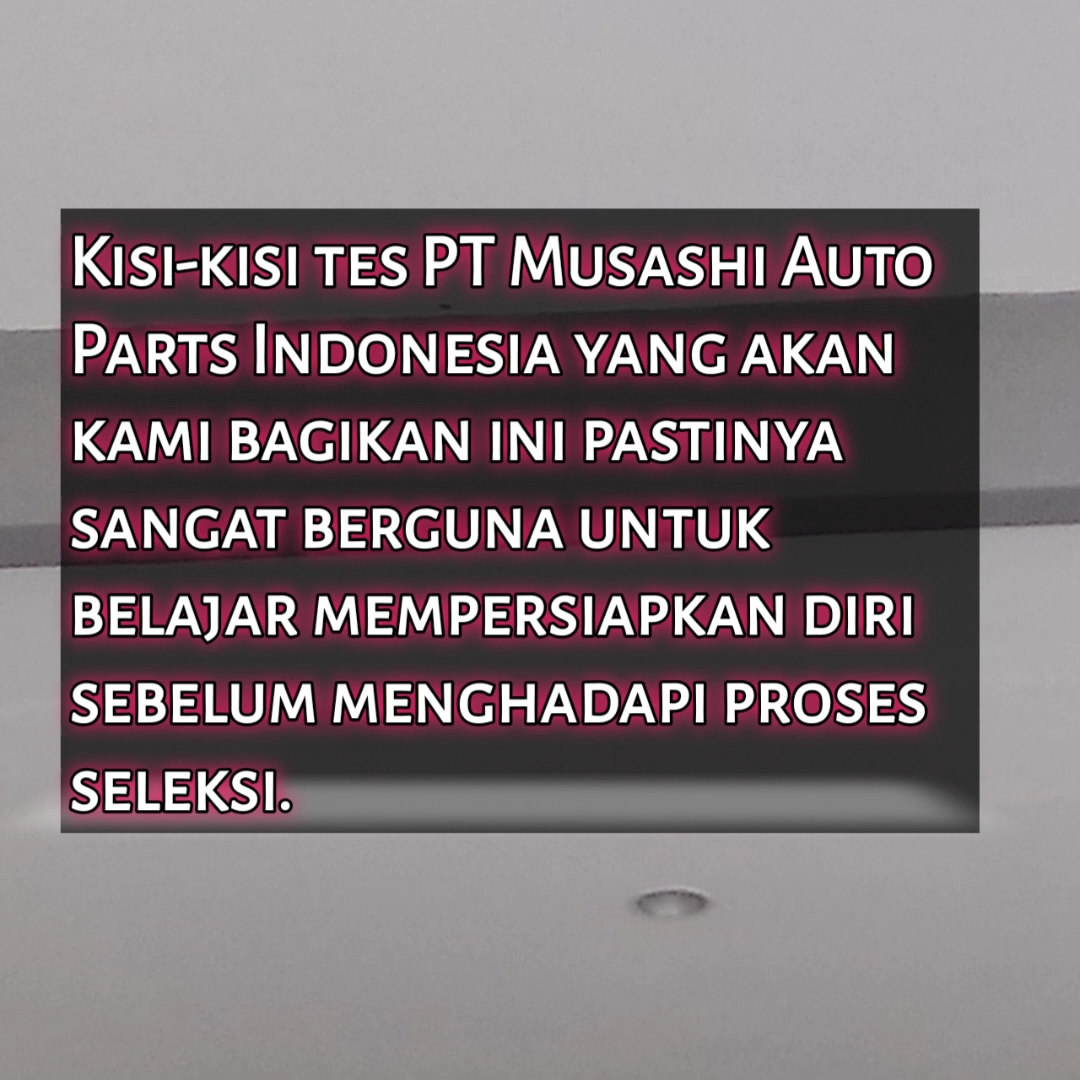 Kisi-kisi tes PT Musashi Auto
Parts Indonesia yang akan
kami bagikan ini pastinya
sangat berguna untuk
belajar mempersiapkan diri
sebelum menghadapi proses
seleksi.